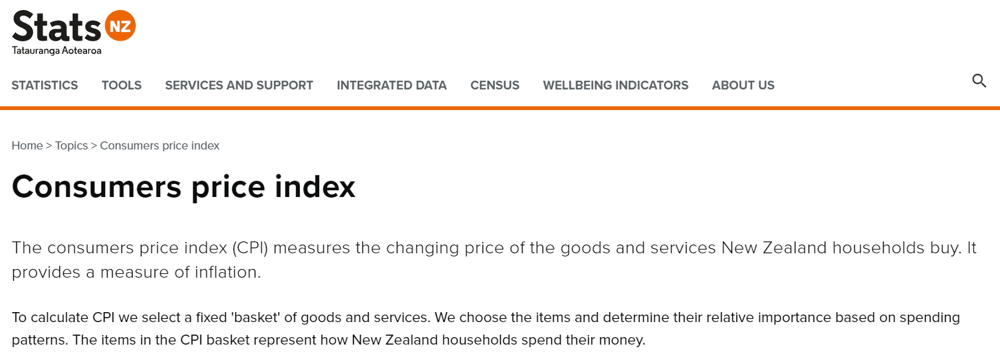 Stats NZ
Tatauranga Aotearoa
STATISTICS TOOLS SERVICES AND SUPPORT INTEGRATED DATA CENSUS WELLBEING INDICATORS ABOUT US
Home > Topics > Consumers price index
Consumers price index
The consumers price index (CPI) measures the changing price of the goods and services New Zealand households buy. It
provides a measure of inflation.
To calculate CPI we select a fixed 'basket' of goods and services. We choose the items and determine their relative importance based on spending
patterns. The items in the CPI basket represent how New Zealand households spend their money.